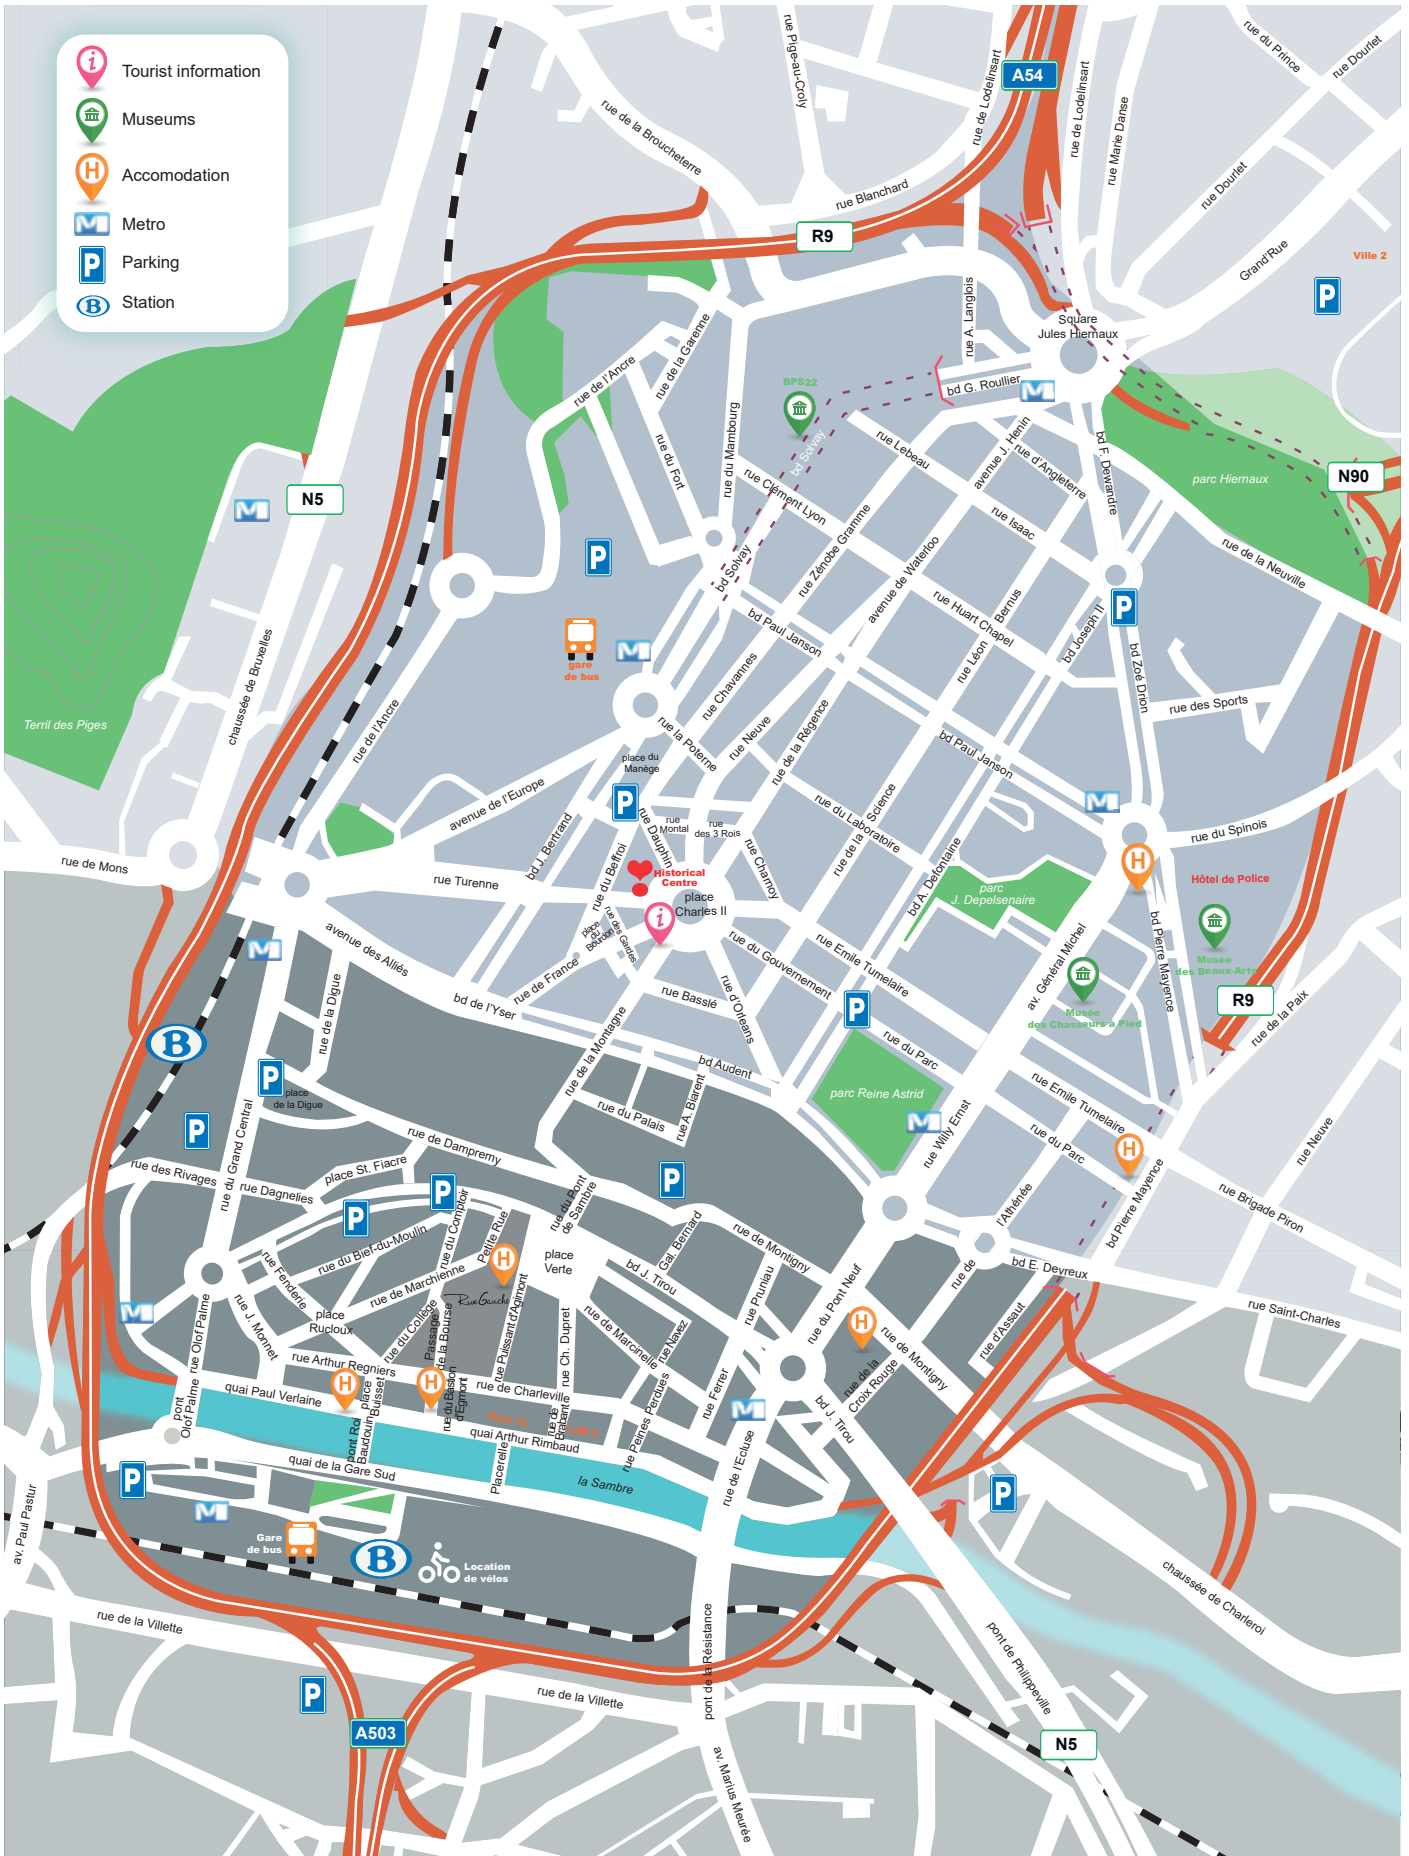 Tourist information
Museums
Accomodation
Metro
Parking
Station
A54
R9
N5
N90
R9
A503
N5
rue Pige-au-Croly
rue de la Broucheterre
rue de Lodelinsart
rue de Lodelinsart
rue Marie Danse
rue du Prince
rue Dourlet
rue Dourlet
rue Blanchard
Grand'Rue
Ville 2
Square
Jules Hiernaux
rue A. Langlois
bd G. Roullier
BPS22
bd Solvay
rue de la Garenne
rue de l'Ancre
rue du Mambourg
rue du Fort
rue Lebeau
avenue J. Henin
rue d'Angleterre
bd F. Dewandre
parc Hiernaux
rue Clément Lyon
rue Isaac
rue Zénobe Gramme
avenue de Waterloo
rue de la Neuville
bd Solvay
rue Huart Chapel
rue Léon Bernus
bd Joseph II
bd Zoé Drion
bd Paul Janson
rue Chavannes
rue des Sports
gare
de bus
chaussée de Bruxelles
Terril des Piges
rue de l'Ancre
rue la Poterne
rue Neuve
rue de la Régence
bd Paul Janson
place du
Manège
avenue de l'Europe
bd J. Bertrand
rue Dauphin
rue
Montal
rue
des 3 Rois
rue Charnoy
rue du Laboratoire
rue de la Science
rue du Spinois
rue de Mons
rue Turenne
rue du Beffroi
Historical
Centre
place
Charles II
bd A. Defontaine
parc
J. Depelsenaire
Hôtel de Police
Musée
des Beaux-Arts
bd Pierre Mayence
place
du
Bourdon
rue des Gardes
rue du Gouvernement
rue Emile Tumelaire
av. Général Michel
Musée
des Chasseurs à Pied
rue de la Paix
avenue des Alliés
rue de la Digue
bd de l'Yser
rue de France
rue Basslé
rue d'Orleans
rue de la Montagne
bd Audent
rue du Parc
parc Reine Astrid
rue Emile Tumelaire
rue du Parc
rue Willy Ernst
rue Neuve
place
de la Digue
rue du Palais
rue A. Biarent
rue du Grand Central
rue de Dampremy
rue des Rivages
rue Dagnelies
place St. Fiacre
rue du Pont
de Sambre
rue Brigade Piron
bd Pierre Mayence
rue de
l'Athénée
bd E. Devreux
rue Saint-Charles
rue du Bief-du-Moulin
rue du Comptoir
Petite Rue
place
Verte
Gal. Bernard
bd J. Tirou
rue de Montigny
rue Fenderie
rue J. Monnet
rue de Marchienne
RueGauche
place
Rucloux
rue du Collège
Passage
de la Bourse
rue Puissant d'Agimont
rue Ch. Dupret
rue de Marcinelle
rue Navez
rue Pruniau
rue du Pont Neuf
rue d'Assaut
rue de Montigny
rue de la
Croix Rouge
rue Olof Palme
pont
Olof Palme
rue Arthur Regniers
quai Paul Verlaine
place
Buisset
pont Roi
Baudouin
rue du Bastion
d'Egmont
rue de Charleville
rue de
Brabant
quai Arthur Rimbaud
rue Peines Perdues
rue Ferrer
bd J. Tirou
rue de l'Ecluse
quai de la Gare Sud
Placerelle
la Sambre
av. Paul Pastur
Gare
de bus
Location
de vélos
rue de la Villette
rue de la Villette
pont de la Résistance
av. Marius Meurée
pont de Philippeville
chaussée de Charleroi